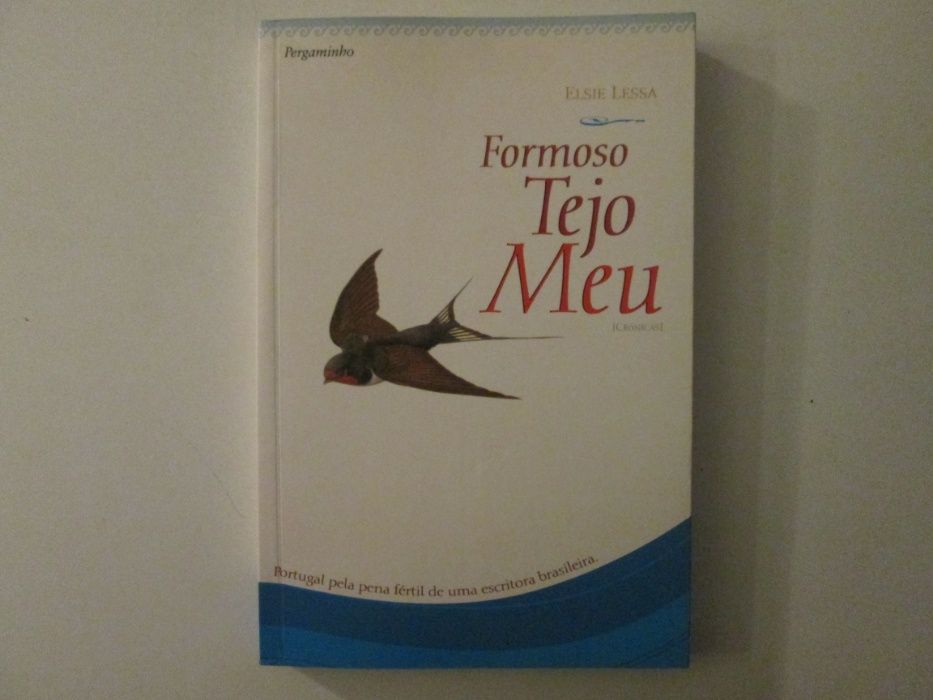 Pergaminho
ELSIE LESSA
Formoso
Tejo
Meu
[CRÓNICAS]
Portugal pela pena fértil de uma escritora brasileira.